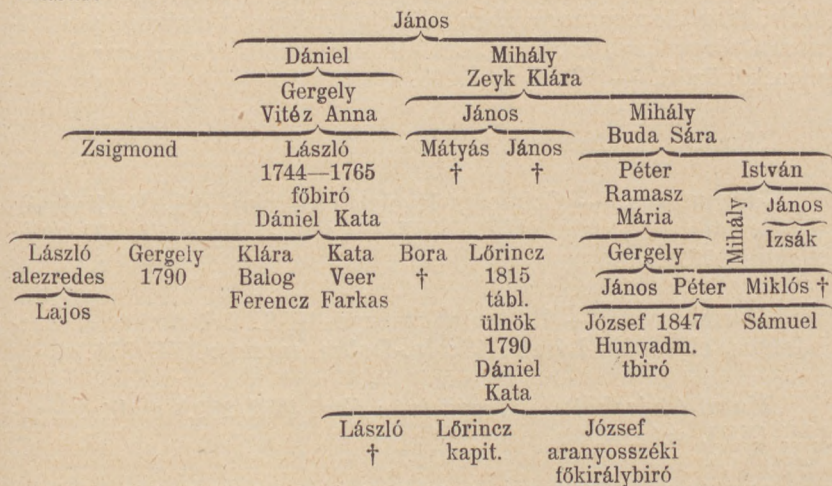 János
Dániel Mihály
Zeyk Klára
Gergely
Vitéz Anna János Mihály
Buda Sára
Zsigmond László Mátyás János
1744—1765 † † Péter István
főbiró Ramasz
Dániel Kata Mária Mihály János
László Gergely Klára Kata Bora Lőrincz Gergely Izsák
alezredes 1790 Balog Veer † 1815
Ferencz Farkas tábl. János Péter Miklós †
Lajos ülnök József 1847 Sámuel
1790 Hunyadm.
Dániel tbiró
Kata
László Lőrincz József
† kapit. aranyosszéki
főkirálybiró